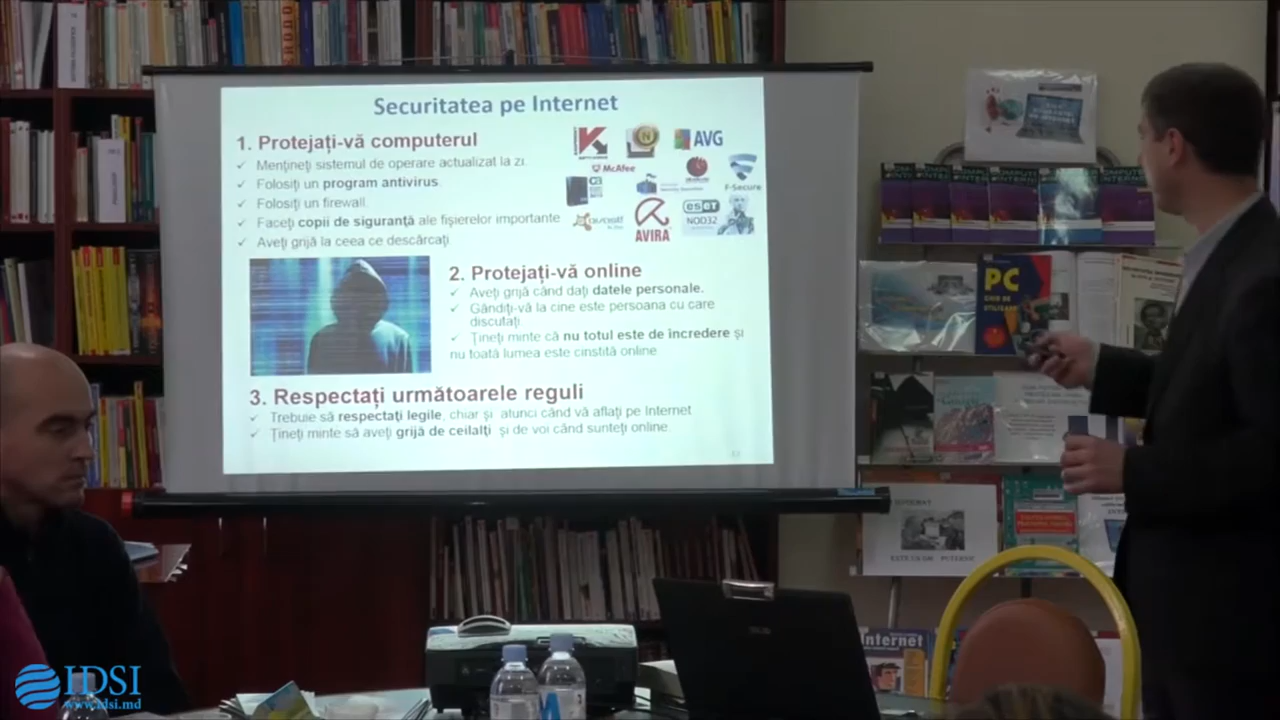 Securitatea pe Internet
1. Protejați-vă computerul
✓ Mențineți sistemul de operare actualizat la zi.
✓ Folosiți un program antivirus.
✓ Folosiți un firewall.
✓ Faceți copii de siguranță ale fișierelor importante
✓ Aveți grijă la ceea ce descărcați.
AVG
McAfee
F-Secure
avast!
AVIRA
eset
NOD32
2. Protejați-vă online
✓ Aveți grijă când dați datele personale.
✓ Gândiți-vă la cine este persoana cu care
discutați.
✓ Țineți minte că nu totul este de încredere și
nu toată lumea este cinstită online
3. Respectați următoarele reguli
✓ Trebuie să respectați legile, chiar și atunci când vă aflați pe Internet
✓ Țineți minte să aveți grijă de ceilalți și de voi când sunteți online.
PC
GHID DE
UTILIZARE
Internet
IDSI
www.idsi.md